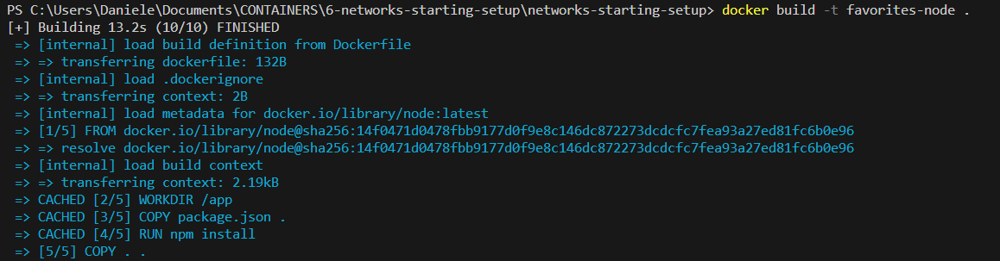 PS C:\Users\Daniele\Documents\CONTAINERS\6-networks-starting-setup\networks-starting-setup> docker build -t favorites-node .
[+] Building 13.2s (10/10) FINISHED
=> [internal] load build definition from Dockerfile
=> => transferring dockerfile: 132B
=> [internal] load .dockerignore
=> => transferring context: 2B
=> [internal] load metadata for docker.io/library/node:latest
=> [1/5] FROM docker.io/library/node@sha256:14f0471d0478fbb9177d0f9e8c146dc872273dcdcfc7fea93a27ed81fc6b0e96
=> => resolve docker.io/library/node@sha256:14f0471d0478fbb9177d0f9e8c146dc872273dcdcfc7fea93a27ed81fc6b0e96
=> [internal] load build context
=> => transferring context: 2.19kB
=> CACHED [2/5] WORKDIR /app
=> CACHED [3/5] COPY package.json .
=> CACHED [4/5] RUN npm install
=> [5/5] COPY . .